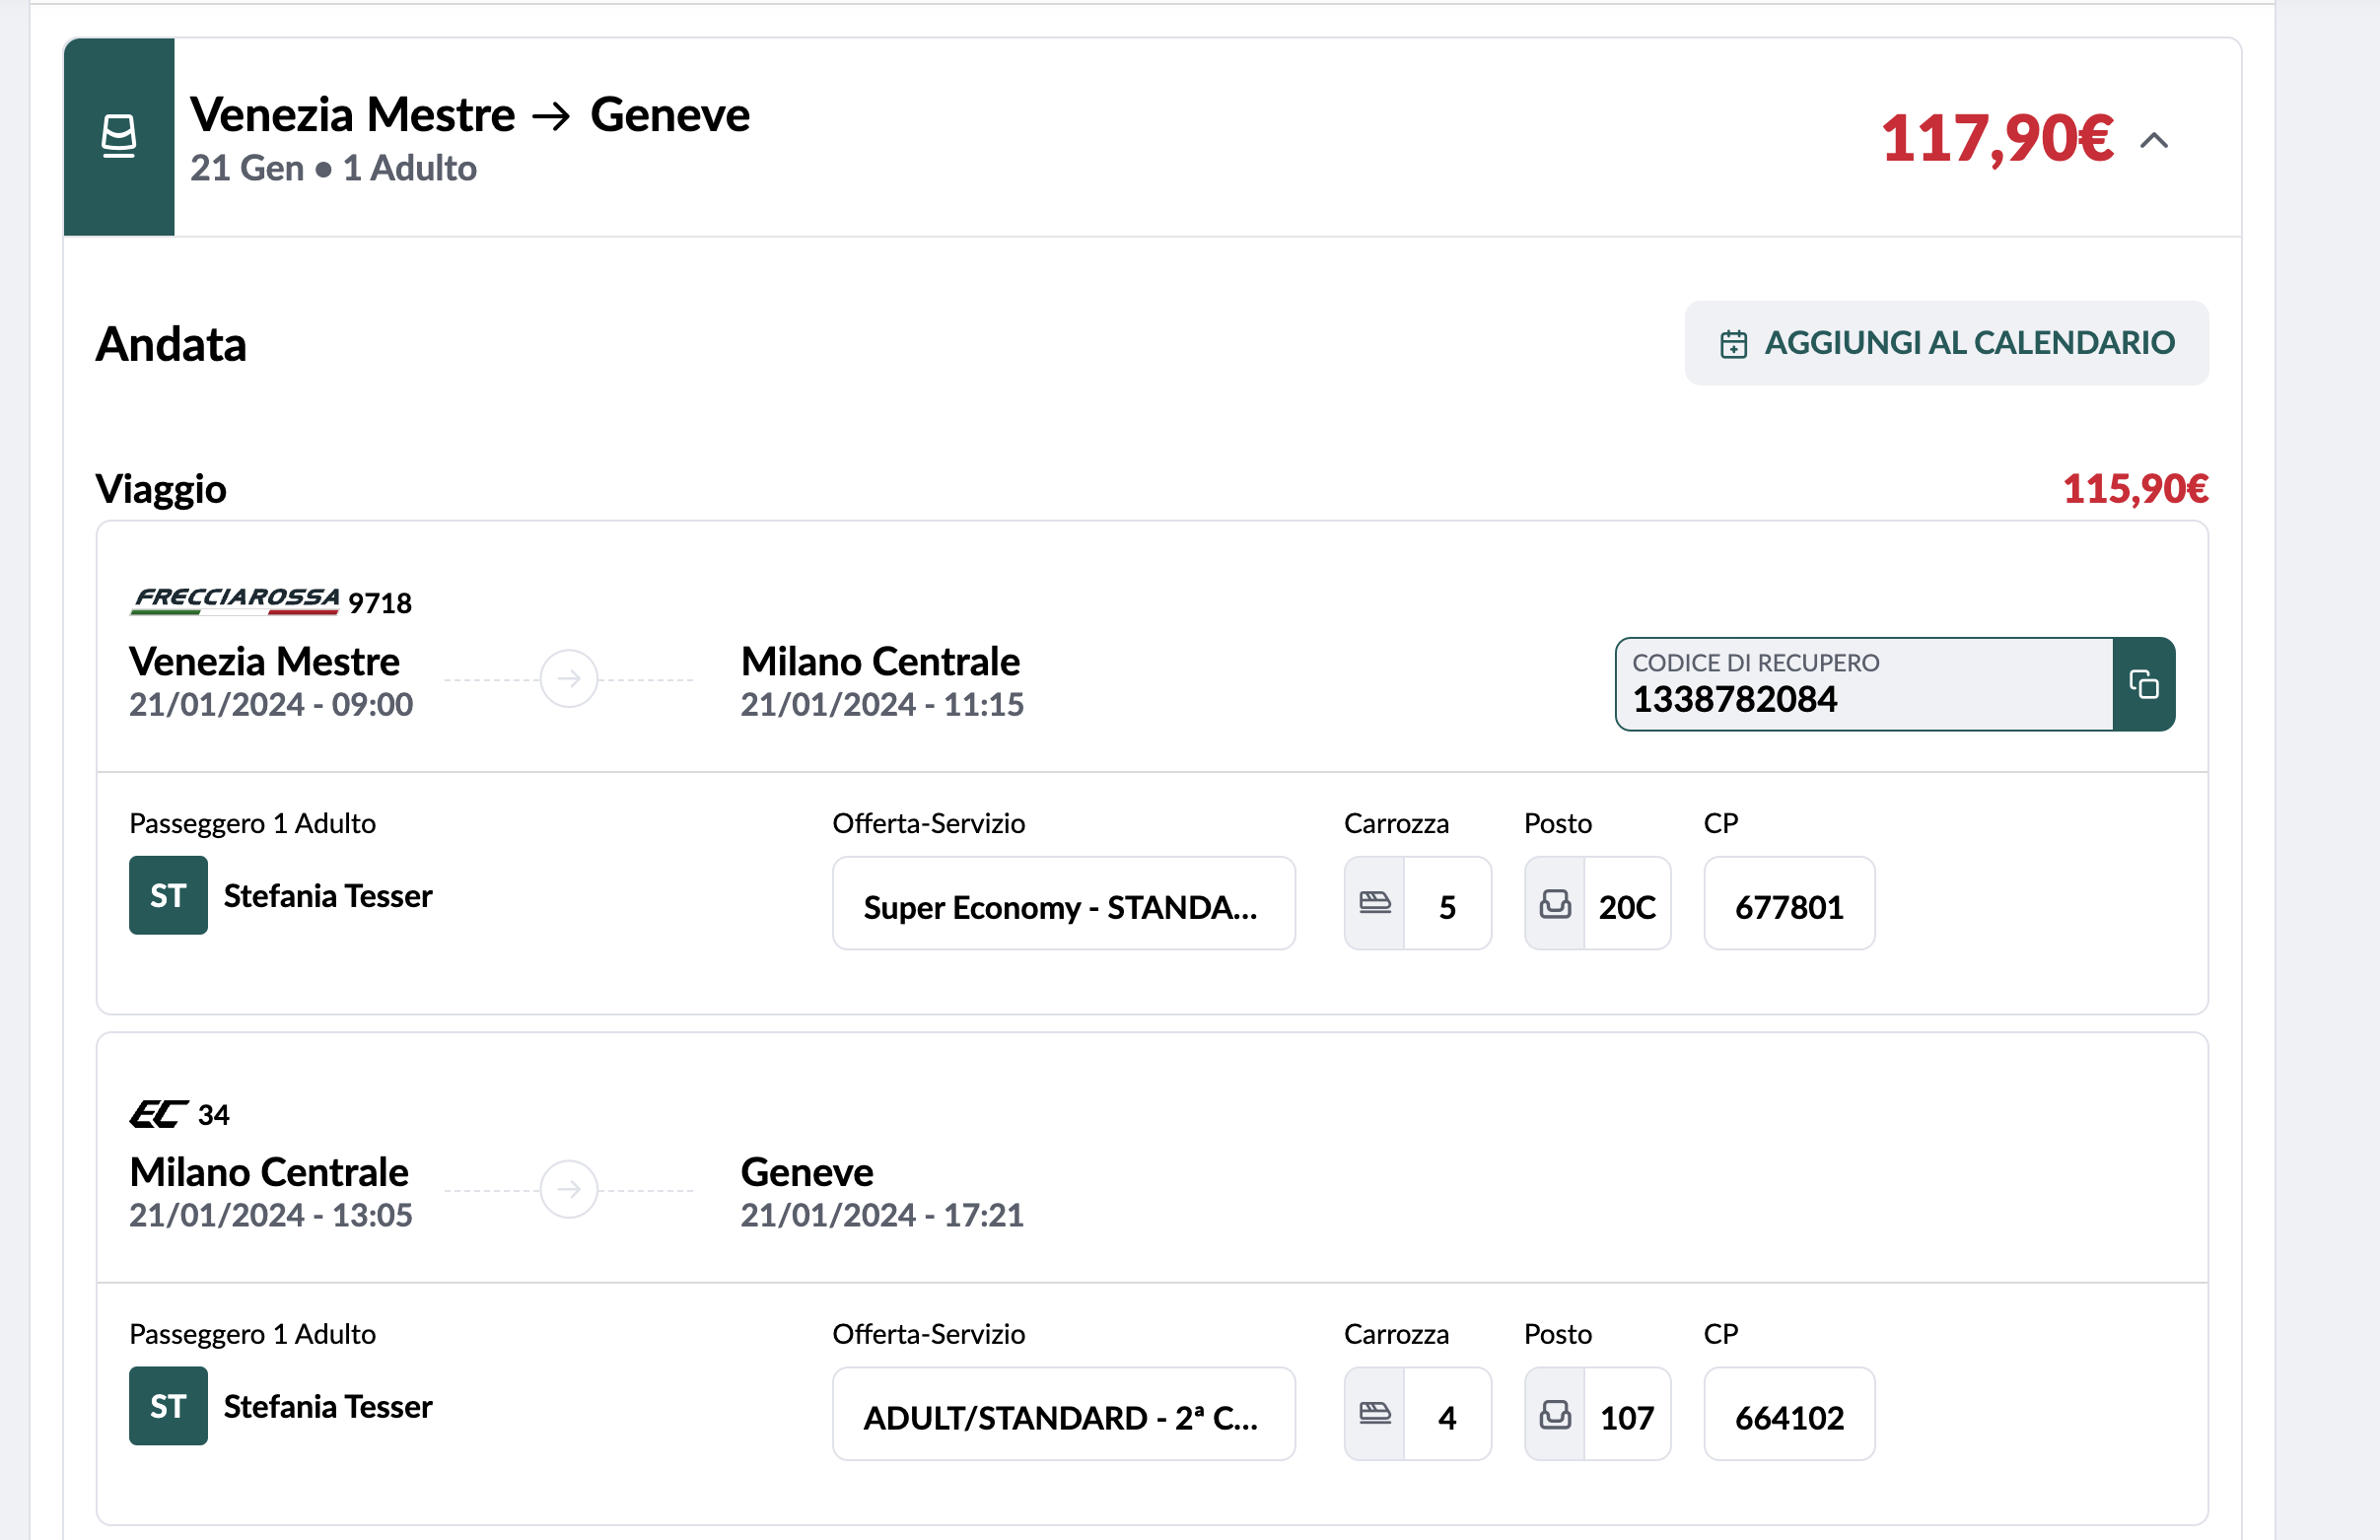 Venezia Mestre → Geneve
21 Gen • 1 Adulto
117,90€
Andata
AGGIUNGI AL CALENDARIO
Viaggio
115,90€
FRECCIAROSSA 9718
Venezia Mestre
21/01/2024 - 09:00
Milano Centrale
21/01/2024 - 11:15
CODICE DI RECUPERO
1338782084
Passeggero 1 Adulto
ST Stefania Tesser
Offerta-Servizio
Super Economy - STANDA...
Carrozza
5
Posto
20C
CP
677801
EC 34
Milano Centrale
21/01/2024 - 13:05
Geneve
21/01/2024 - 17:21
Passeggero 1 Adulto
ST Stefania Tesser
Offerta-Servizio
ADULT/STANDARD - 2ª C...
Carrozza
4
Posto
107
CP
664102